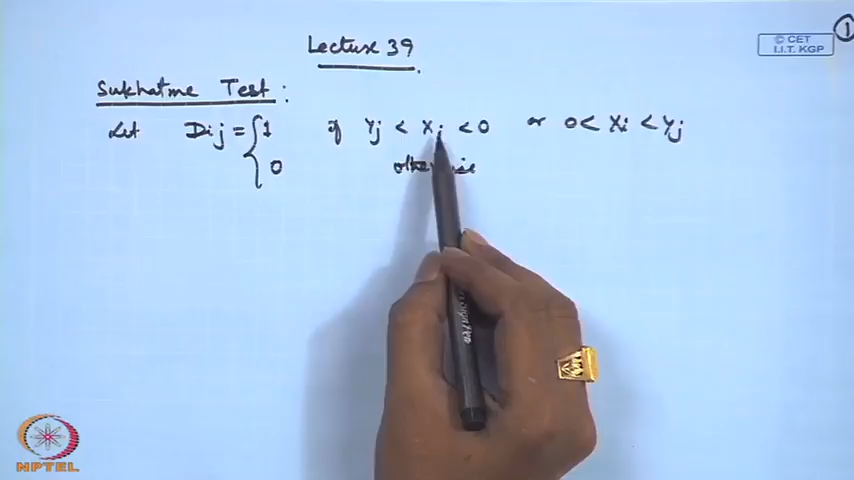 Lecture 39
1
© CET
I.I.T. KGP
Sukhatme Test :
Let Dij = { 1 if Yj < Xi < 0 or 0 < Xi < Yj
0 otherwise
NPTEL